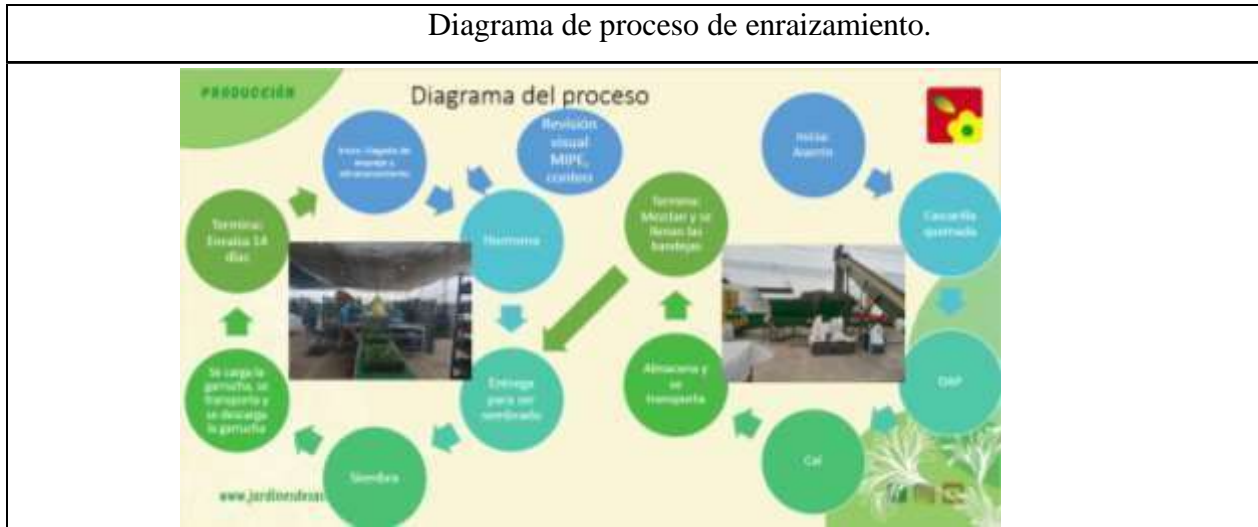 Diagrama de proceso de enraizamiento.
PRODUCCIÓN
Diagrama del proceso
Revisión
visual
MIPE,
conteo
Inicia:
Termina:
Enraiza 14
días
Hormona
Termina:
Mezclan y se
llenan las
bandejas
Cascarilla
quemada
Se carga la
garrucha, se
transporta y
se descarga
la garrucha
Entrega
para ser
sembrado
Almacena y
se
transporta
DAP
Siembra
Cal